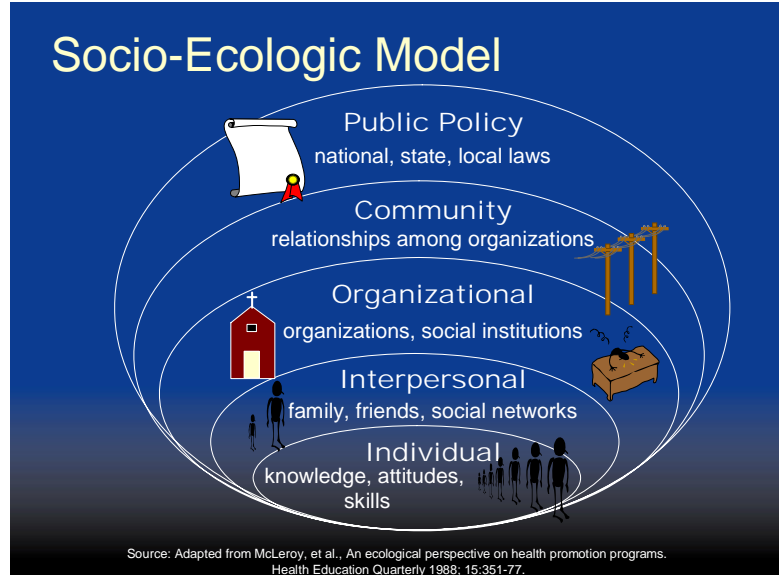 Socio-Ecologic Model
Public Policy
national, state, local laws
Community
relationships among organizations
Organizational
organizations, social institutions
Interpersonal
family, friends, social networks
Individual
knowledge, attitudes,
skills
Source: Adapted from McLeroy, et al., An ecological perspective on health promotion programs.
Health Education Quarterly 1988; 15:351-77.